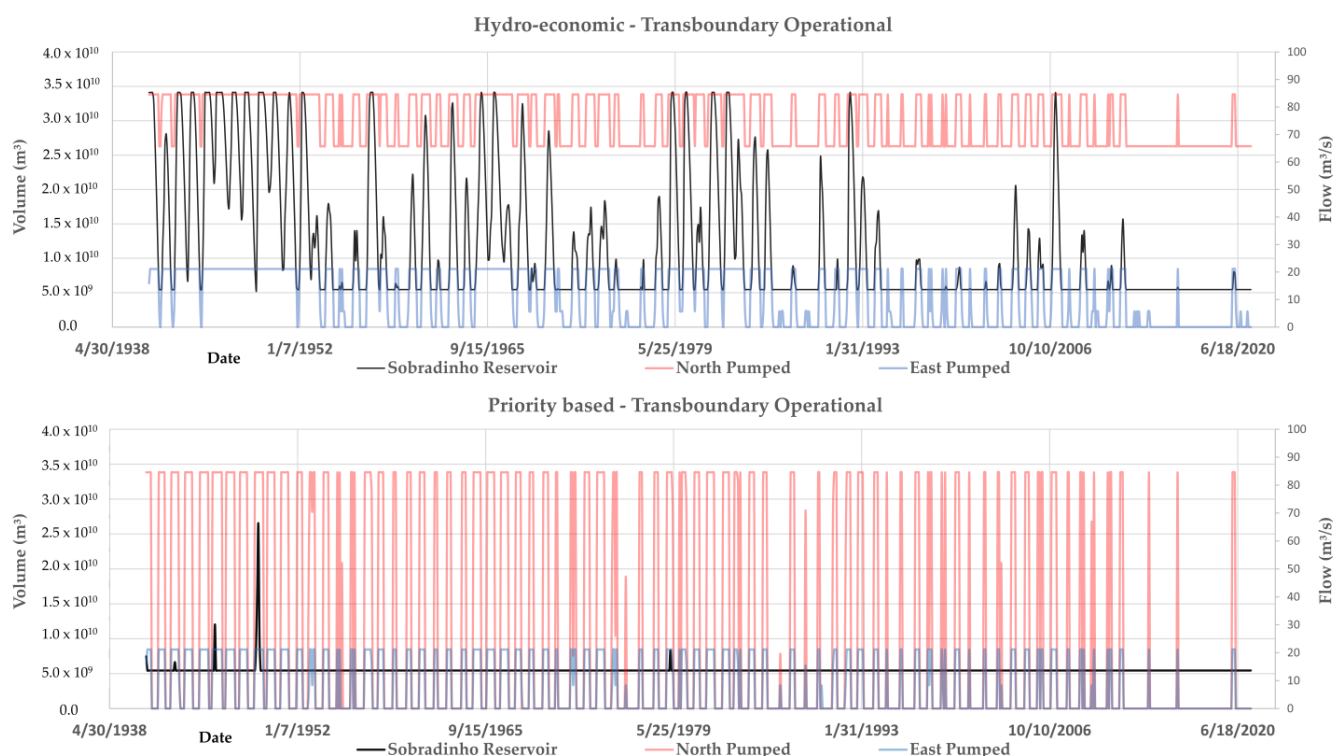 Hydro-economic - Transboundary Operational
4.0 x 10¹⁰
3.5 x 10¹⁰
3.0 x 10¹⁰
2.5 x 10¹⁰
2.0 x 10¹⁰
1.5 x 10¹⁰
1.0 x 10¹⁰
5.0 x 10⁹
0.0
Volume (m³)
100
90
80
70
60
50
40
30
20
10
0
Flow (m³/s)
4/30/1938 1/7/1952 9/15/1965 5/25/1979 1/31/1993 10/10/2006 6/18/2020
Date
Sobradinho Reservoir North Pumped East Pumped
Priority based - Transboundary Operational
4.0 x 10¹⁰
3.5 x 10¹⁰
3.0 x 10¹⁰
2.5 x 10¹⁰
2.0 x 10¹⁰
1.5 x 10¹⁰
1.0 x 10¹⁰
5.0 x 10⁹
0.0
Volume (m³)
100
90
80
70
60
50
40
30
20
10
0
Flow (m³/s)
4/30/1938 1/7/1952 9/15/1965 5/25/1979 1/31/1993 10/10/2006 6/18/2020
Date
Sobradinho Reservoir North Pumped East Pumped